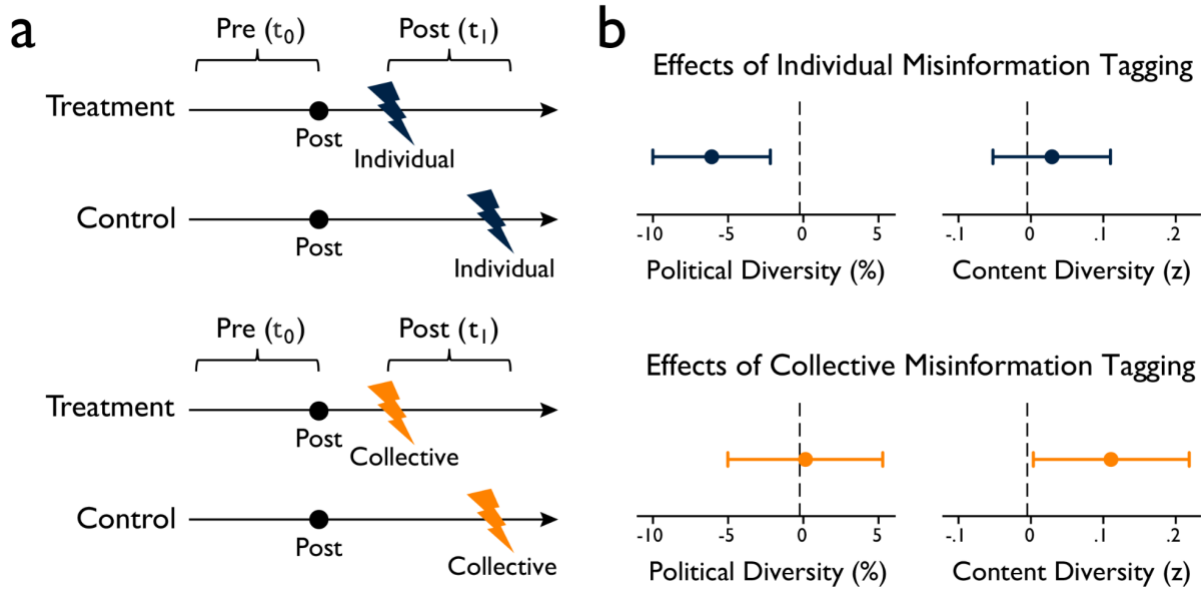 a
Pre (t₀) Post (t₁)
Treatment
Post
Individual
Control
Post
Individual
Pre (t₀) Post (t₁)
Treatment
Post
Collective
Control
Post
Collective
b
Effects of Individual Misinformation Tagging
-10 -5 0 5
Political Diversity (%)
-.1 0 .1 .2
Content Diversity (z)
Effects of Collective Misinformation Tagging
-10 -5 0 5
Political Diversity (%)
-.1 0 .1 .2
Content Diversity (z)